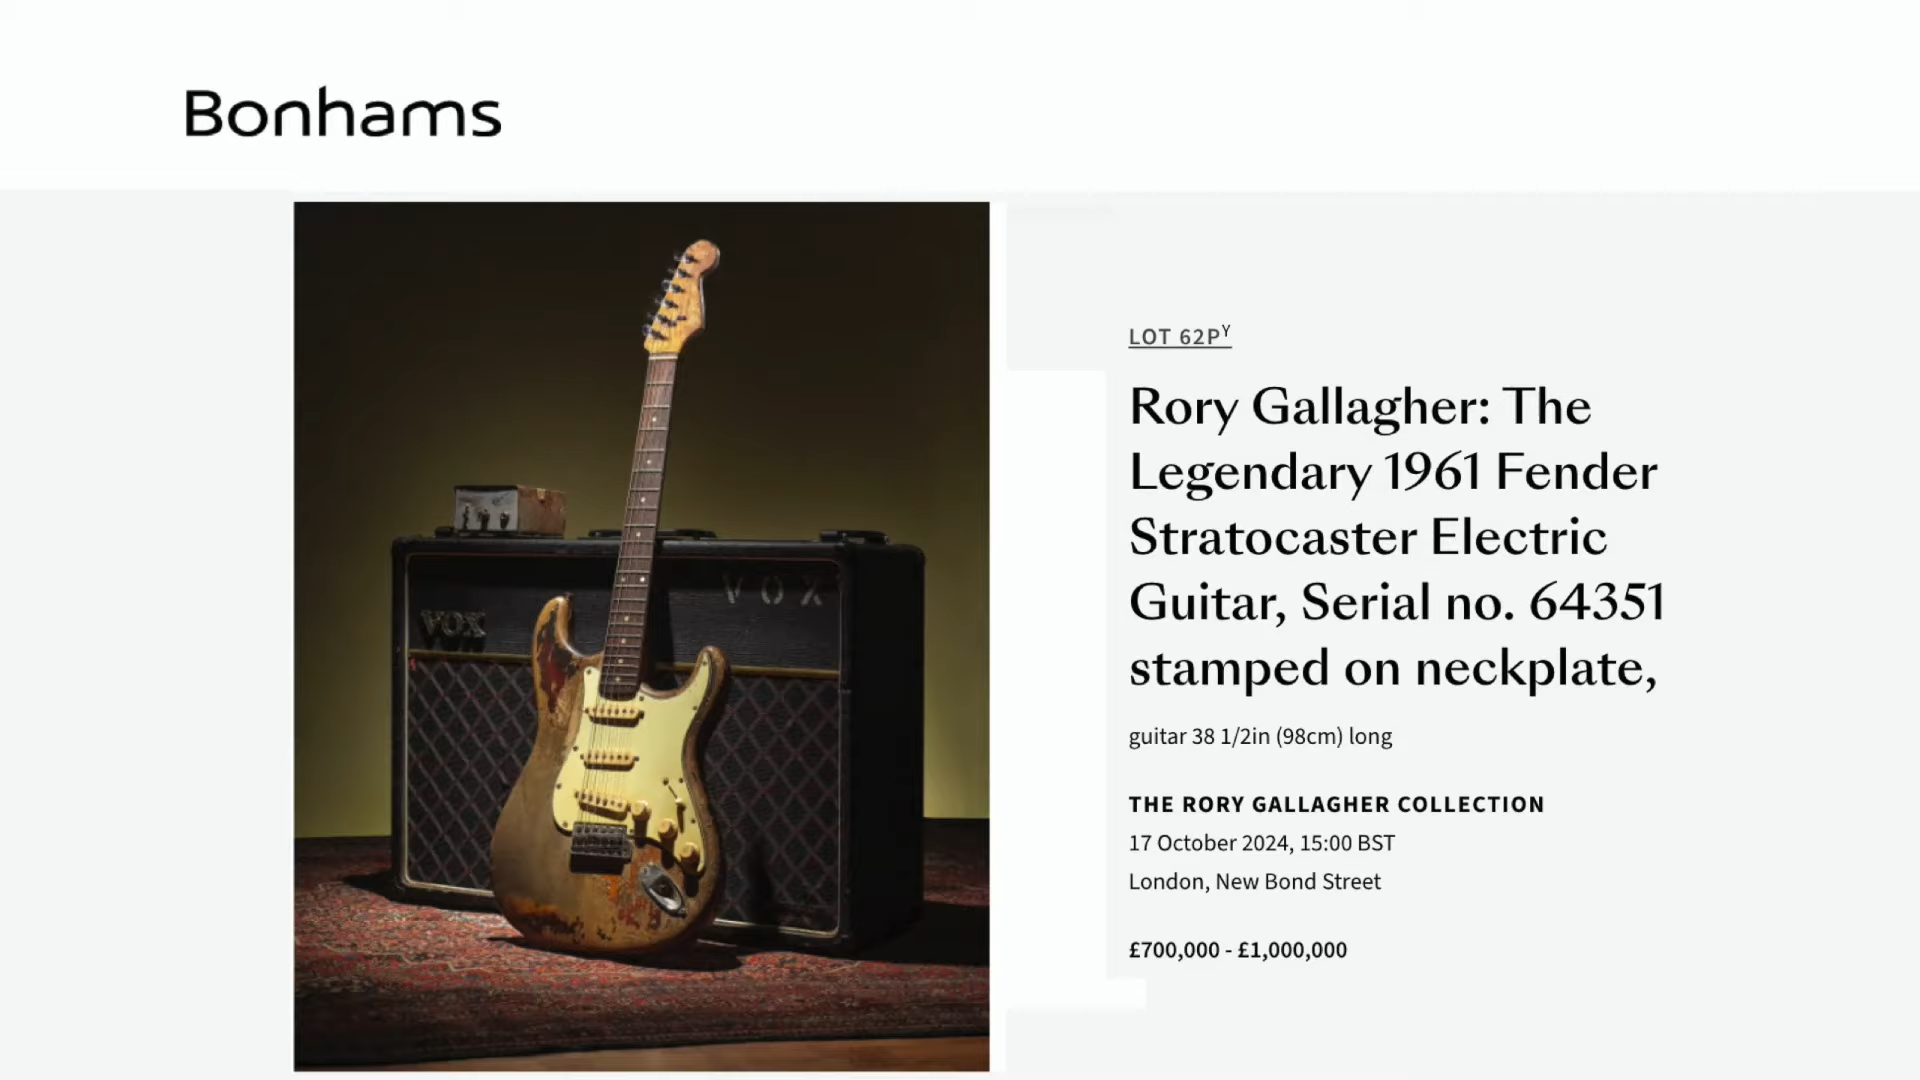 Bonhams
LOT 62Pʸ
Rory Gallagher: The
Legendary 1961 Fender
Stratocaster Electric
Guitar, Serial no. 64351
stamped on neckplate,
guitar 38 1/2in (98cm) long
THE RORY GALLAGHER COLLECTION
17 October 2024, 15:00 BST
London, New Bond Street
£700,000 - £1,000,000
VOX
VOX